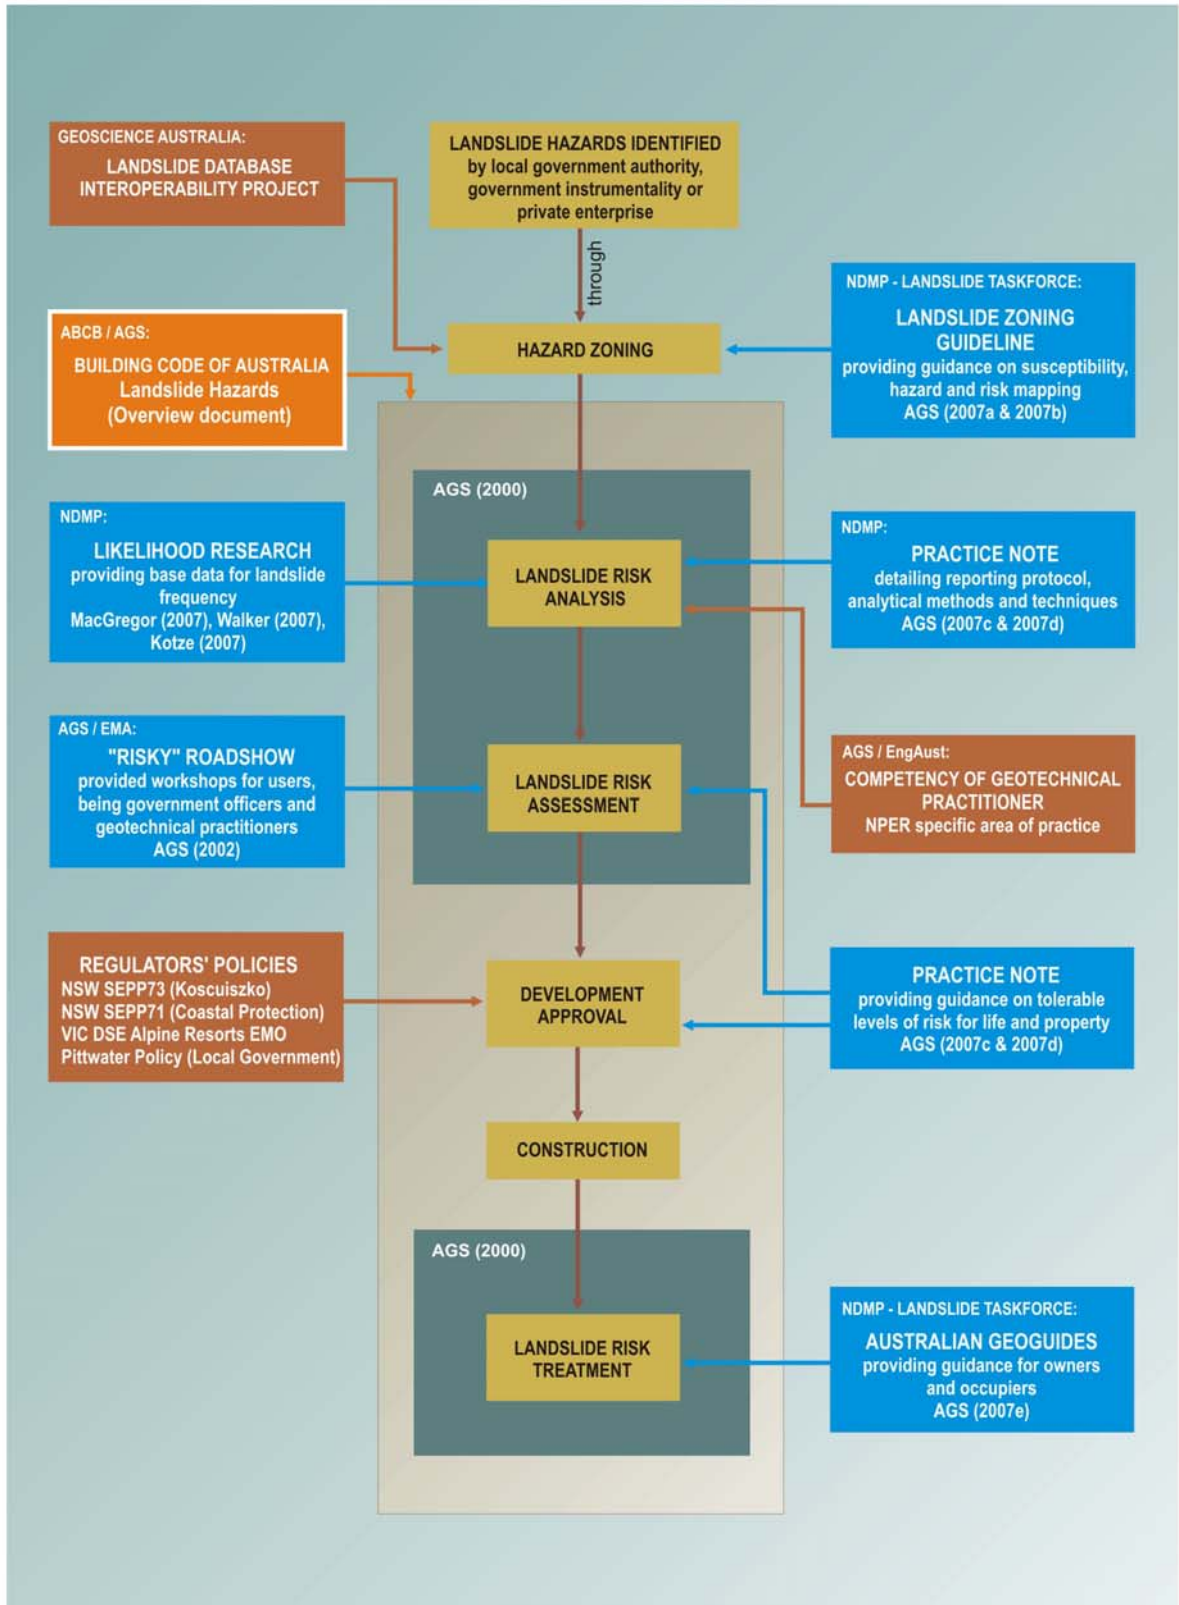 GEOSCIENCE AUSTRALIA:
LANDSLIDE DATABASE
INTEROPERABILITY PROJECT
LANDSLIDE HAZARDS IDENTIFIED
by local government authority,
government instrumentality or
private enterprise
through
HAZARD ZONING
NDMP - LANDSLIDE TASKFORCE:
LANDSLIDE ZONING
GUIDELINE
providing guidance on susceptibility,
hazard and risk mapping
AGS (2007a & 2007b)
ABCB / AGS:
BUILDING CODE OF AUSTRALIA
Landslide Hazards
(Overview document)
AGS (2000)
NDMP:
LIKELIHOOD RESEARCH
providing base data for landslide
frequency
MacGregor (2007), Walker (2007),
Kotze (2007)
LANDSLIDE RISK
ANALYSIS
NDMP:
PRACTICE NOTE
detailing reporting protocol,
analytical methods and techniques
AGS (2007c & 2007d)
AGS / EMA:
"RISKY" ROADSHOW
provided workshops for users,
being government officers and
geotechnical practitioners
AGS (2002)
LANDSLIDE RISK
ASSESSMENT
AGS / EngAust:
COMPETENCY OF GEOTECHNICAL
PRACTITIONER
NPER specific area of practice
REGULATORS' POLICIES
NSW SEPP73 (Koscuiszko)
NSW SEPP71 (Coastal Protection)
VIC DSE Alpine Resorts EMO
Pittwater Policy (Local Government)
DEVELOPMENT
APPROVAL
PRACTICE NOTE
providing guidance on tolerable
levels of risk for life and property
AGS (2007c & 2007d)
CONSTRUCTION
AGS (2000)
LANDSLIDE RISK
TREATMENT
NDMP - LANDSLIDE TASKFORCE:
AUSTRALIAN GEOGUIDES
providing guidance for owners
and occupiers
AGS (2007e)